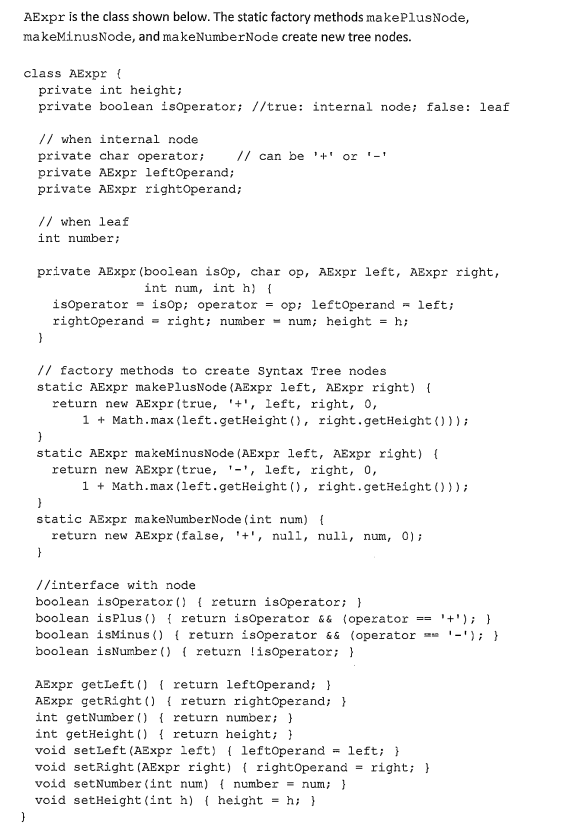 AExpr is the class shown below. The static factory methods makePlusNode,
makeMinusNode, and makeNumberNode create new tree nodes.
class AExpr {
private int height;
private boolean isOperator; //true: internal node; false: leaf
// when internal node
private char operator; // can be '+' or '-'
private AExpr leftOperand;
private AExpr rightOperand;
// when leaf
int number;
private AExpr(boolean isOp, char op, AExpr left, AExpr right,
int num, int h) {
isOperator = isOp; operator = op; leftOperand = left;
rightOperand = right; number = num; height = h;
}
// factory methods to create Syntax Tree nodes
static AExpr makePlusNode(AExpr left, AExpr right) {
return new AExpr(true, '+', left, right, 0,
1 + Math.max(left.getHeight(), right.getHeight()));
}
static AExpr makeMinusNode(AExpr left, AExpr right) {
return new AExpr(true, '-', left, right, 0,
1 + Math.max(left.getHeight(), right.getHeight()));
}
static AExpr makeNumberNode(int num) {
return new AExpr(false, '+', null, null, num, 0);
}
//interface with node
boolean isOperator() { return isOperator; }
boolean isPlus() { return isOperator && (operator == '+'); }
boolean isMinus() { return isOperator && (operator == '-'); }
boolean isNumber() { return !isOperator; }
AExpr getLeft() { return leftOperand; }
AExpr getRight() { return rightOperand; }
int getNumber() { return number; }
int getHeight() { return height; }
void setLeft(AExpr left) { leftOperand = left; }
void setRight(AExpr right) { rightOperand = right; }
void setNumber(int num) { number = num; }
void setHeight(int h) { height = h; }
}